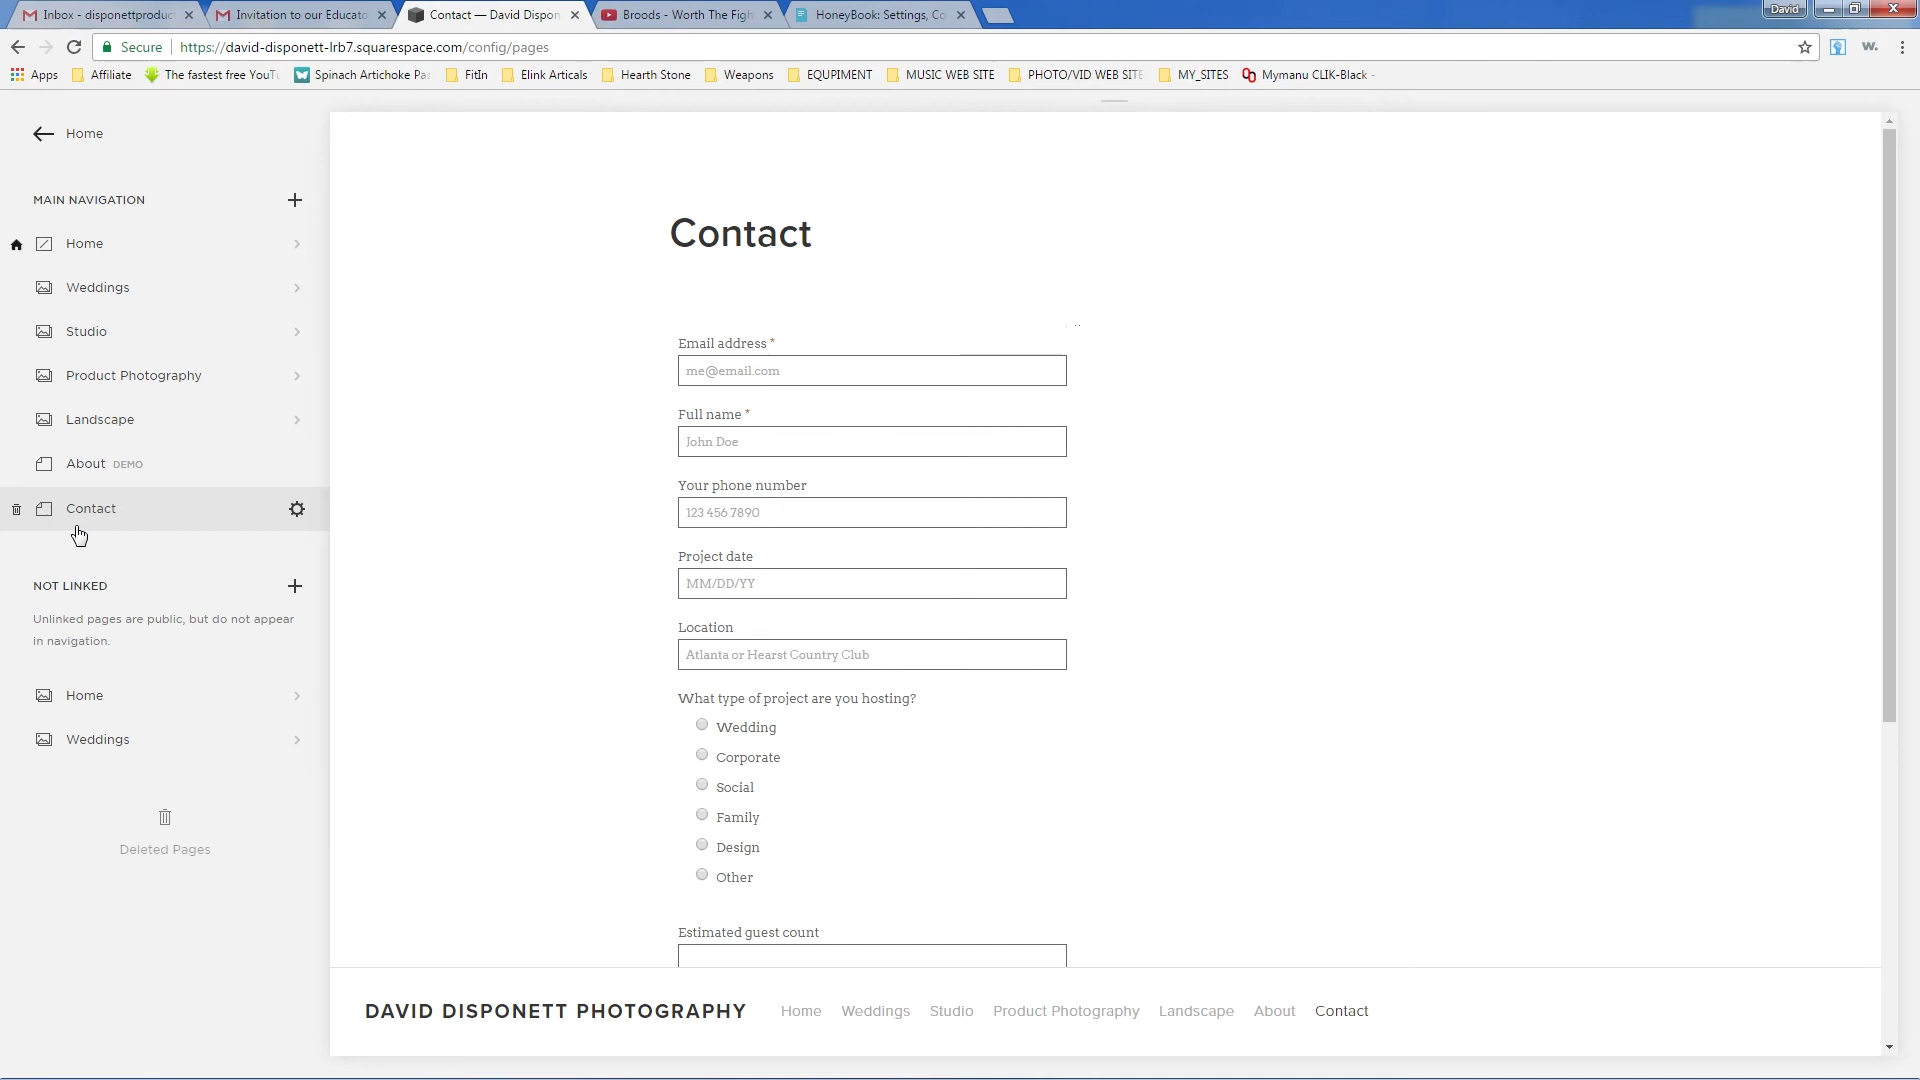 Inbox - disponettproduc
Invitation to our Educato
Contact — David Dispon
Broods - Worth The Figh
HoneyBook: Settings, Co
David
Secure
https://david-disponett-lrb7.squarespace.com/config/pages
Apps
Affiliate
The fastest free YouTu
Spinach Artichoke Pas
FitIn
Elink Articals
Hearth Stone
Weapons
EQUPIMENT
MUSIC WEB SITE
PHOTO/VID WEB SITE
MY_SITES
Mymanu CLIK-Black -
W.
Home
MAIN NAVIGATION
Home
Weddings
Studio
Product Photography
Landscape
About DEMO
Contact
NOT LINKED
Unlinked pages are public, but do not appear
in navigation.
Home
Weddings
Deleted Pages
Contact
Email address *
me@email.com
Full name *
John Doe
Your phone number
123 456 7890
Project date
MM/DD/YY
Location
Atlanta or Hearst Country Club
What type of project are you hosting?
Wedding
Corporate
Social
Family
Design
Other
Estimated guest count
DAVID DISPONETT PHOTOGRAPHY
Home
Weddings
Studio
Product Photography
Landscape
About
Contact